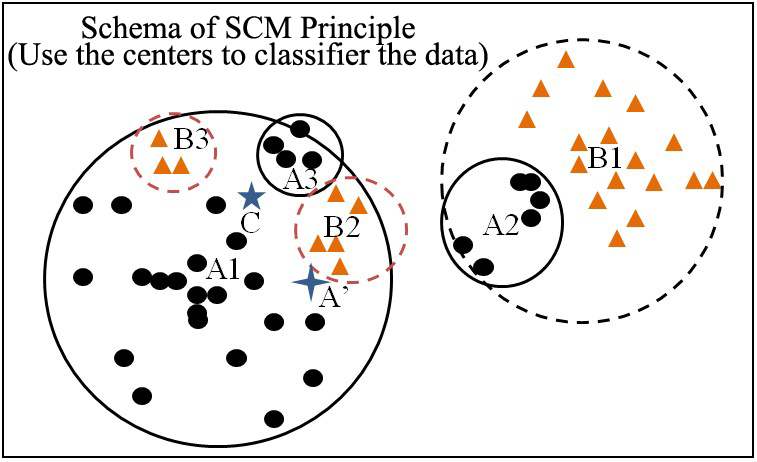 Schema of SCM Principle
(Use the centers to classifier the data)
B3
A3
B1
C
B2
A2
A1
A'